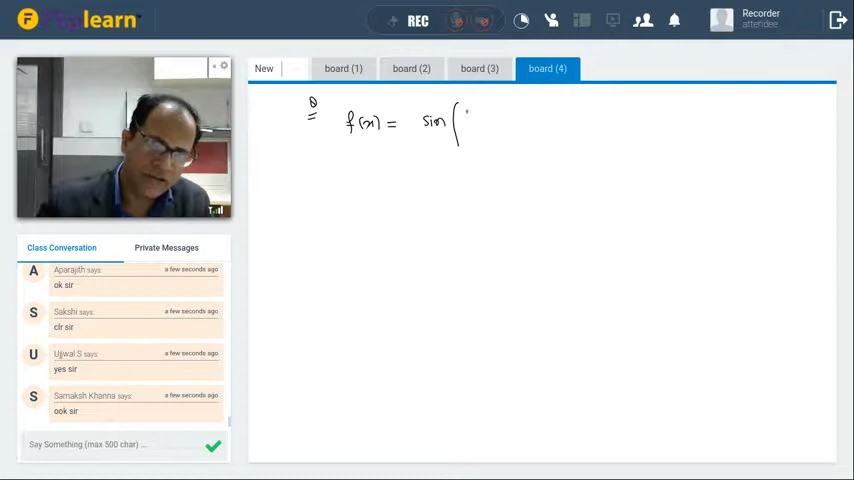 F
learn
REC
Recorder
attendee
New
board (1)
board (2)
board (3)
board (4)
Q
f(x) = sin (
Class Conversation
Private Messages
A
Aparajith says:
a few seconds ago
ok sir
S
Sakshi says:
a few seconds ago
clr sir
U
Ujjwal S says:
a few seconds ago
yes sir
S
Samaksh Khanna says:
a few seconds ago
ook sir
Say Something (max 500 char) ...